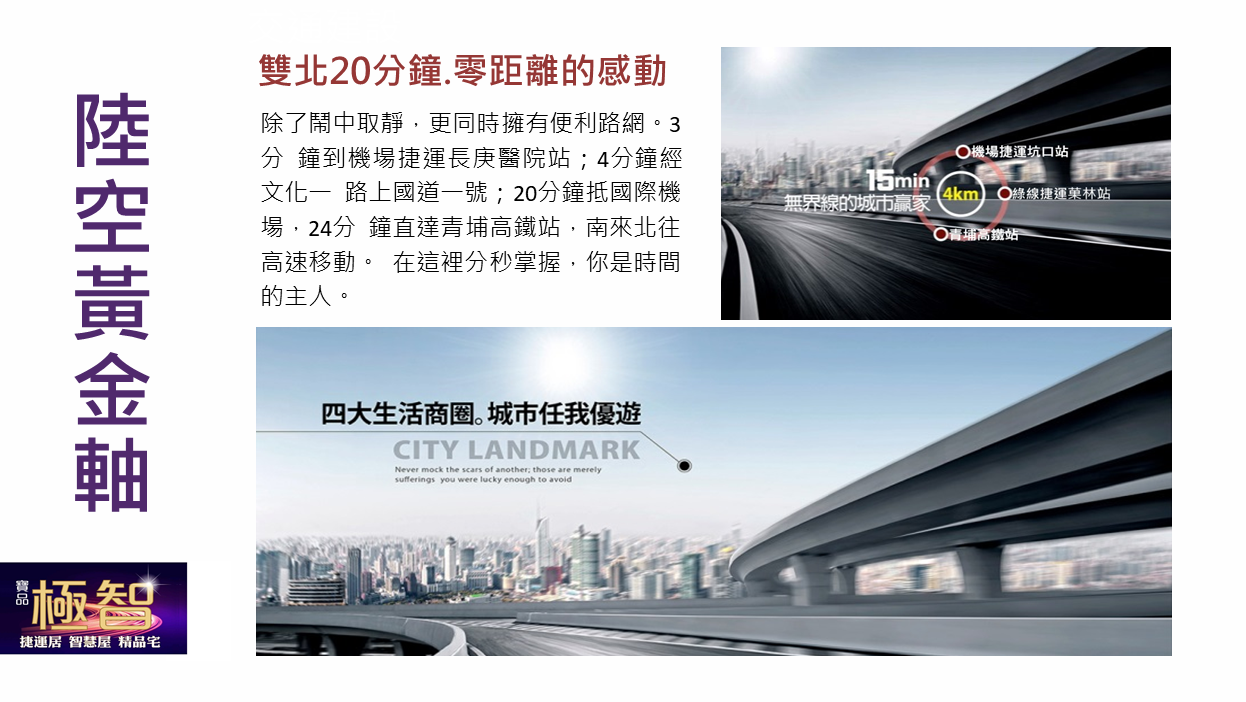 陸空黃金軸
雙北20分鐘.零距離的感動
除了鬧中取靜，更同時擁有便利路網。3
分 鐘到機場捷運長庚醫院站；4分鐘經
文化一 路上國道一號；20分鐘抵國際機
場，24分 鐘直達青埔高鐵站，南來北往
高速移動。 在這裡分秒掌握，你是時間
的主人。
機場捷運坑口站
15min
無界線的城市贏家
4km
綠線捷運菓林站
青埔高鐵站
四大生活商圈。城市任我優遊
CITY LANDMARK
Never mock the scars of another; those are merely
sufferings you were lucky enough to avoid
寶品
極智
捷運居 智慧屋 精品宅